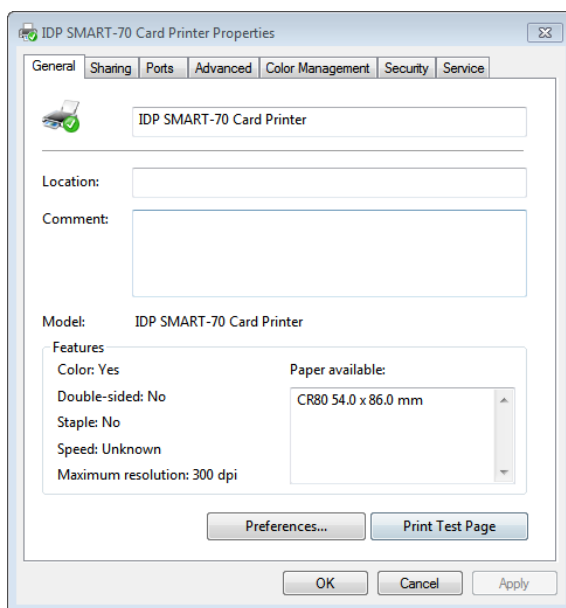 IDP SMART-70 Card Printer Properties
General Sharing Ports Advanced Color Management Security Service
IDP SMART-70 Card Printer
Location:
Comment:
Model: IDP SMART-70 Card Printer
Features
Color: Yes
Paper available:
Double-sided: No
CR80 54.0 x 86.0 mm
Staple: No
Speed: Unknown
Maximum resolution: 300 dpi
Preferences... Print Test Page
OK Cancel Apply